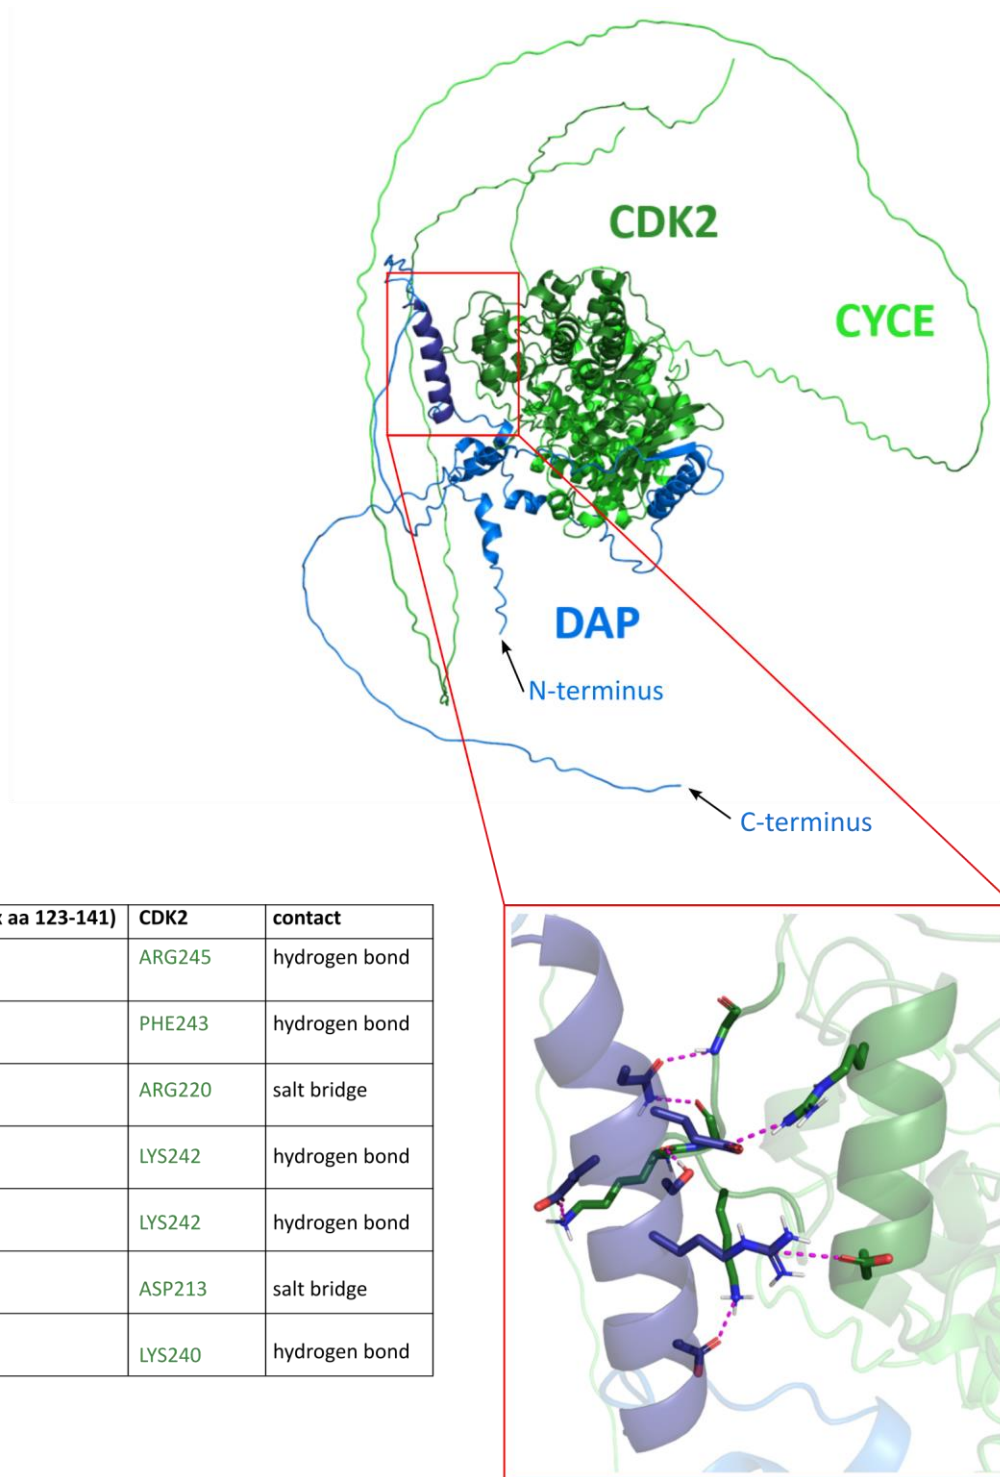 CDK2
CYCE
DAP
N-terminus
C-terminus
aa 123-141) CDK2 contact
ARG245 hydrogen bond
PHE243 hydrogen bond
ARG220 salt bridge
LYS242 hydrogen bond
LYS242 hydrogen bond
ASP213 salt bridge
LYS240 hydrogen bond